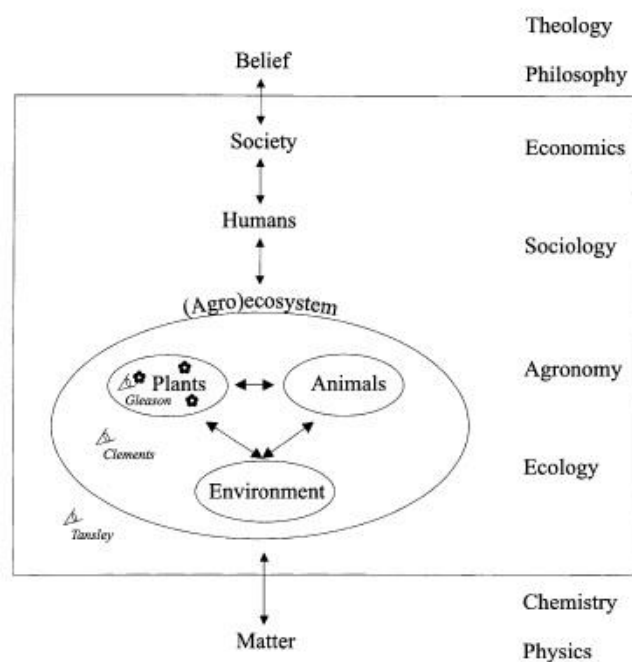 Theology
Belief
Philosophy
Society
Economics
Humans
Sociology
(Agro)ecosystem
Plants
Animals
Agronomy
Gleason
Clements
Ecology
Environment
Tansley
Chemistry
Matter
Physics